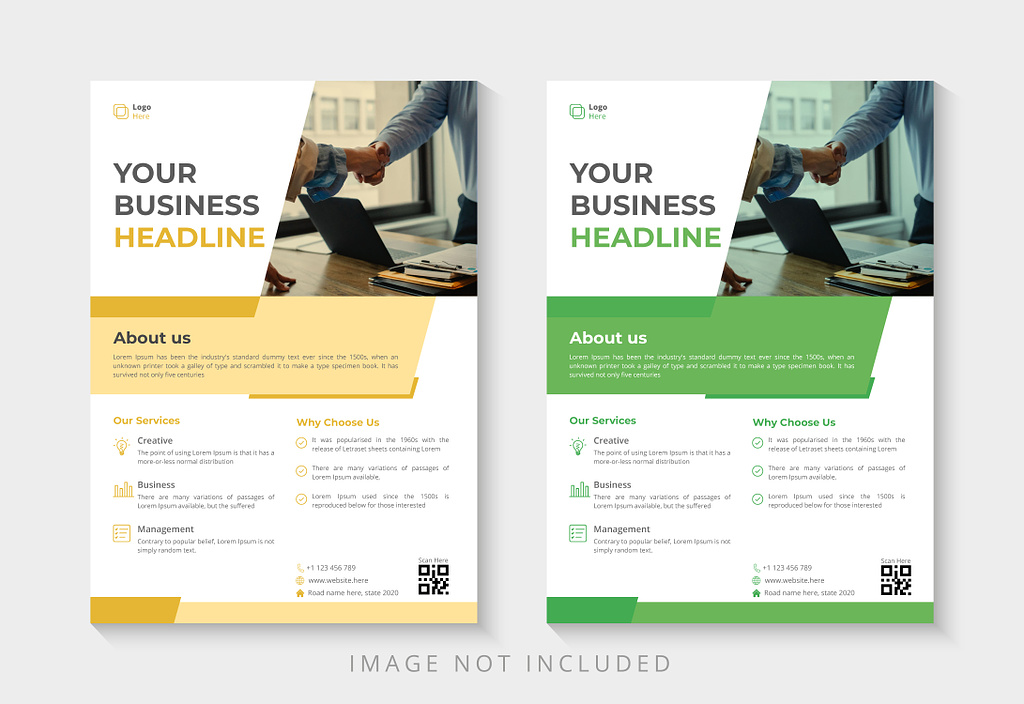 Logo
Here
YOUR
BUSINESS
HEADLINE
About us
Lorem Ipsum has been the industry's standard dummy text ever since the 1500s, when an
unknown printer took a galley of type and scrambled it to make a type specimen book. It has
survived not only five centuries
Our Services
Creative
The point of using Lorem Ipsum is that it has a
more-or-less normal distribution
Business
There are many variations of passages of
Lorem Ipsum available, but the suffered
Management
Contrary to popular belief, Lorem Ipsum is not
simply random text.
Why Choose Us
It was popularised in the 1960s with the
release of Letraset sheets containing Lorem
There are many variations of passages of
Lorem Ipsum available,
Lorem Ipsum used since the 1500s is
reproduced below for those interested
+1 123 456 789
www.website.here
Road name here, state 2020
Scan Here
Logo
Here
YOUR
BUSINESS
HEADLINE
About us
Lorem Ipsum has been the industry's standard dummy text ever since the 1500s, when an
unknown printer took a galley of type and scrambled it to make a type specimen book. It has
survived not only five centuries
Our Services
Creative
The point of using Lorem Ipsum is that it has a
more-or-less normal distribution
Business
There are many variations of passages of
Lorem Ipsum available, but the suffered
Management
Contrary to popular belief, Lorem Ipsum is not
simply random text.
Why Choose Us
It was popularised in the 1960s with the
release of Letraset sheets containing Lorem
There are many variations of passages of
Lorem Ipsum available,
Lorem Ipsum used since the 1500s is
reproduced below for those interested
+1 123 456 789
www.website.here
Road name here, state 2020
Scan Here
IMAGE NOT INCLUDED